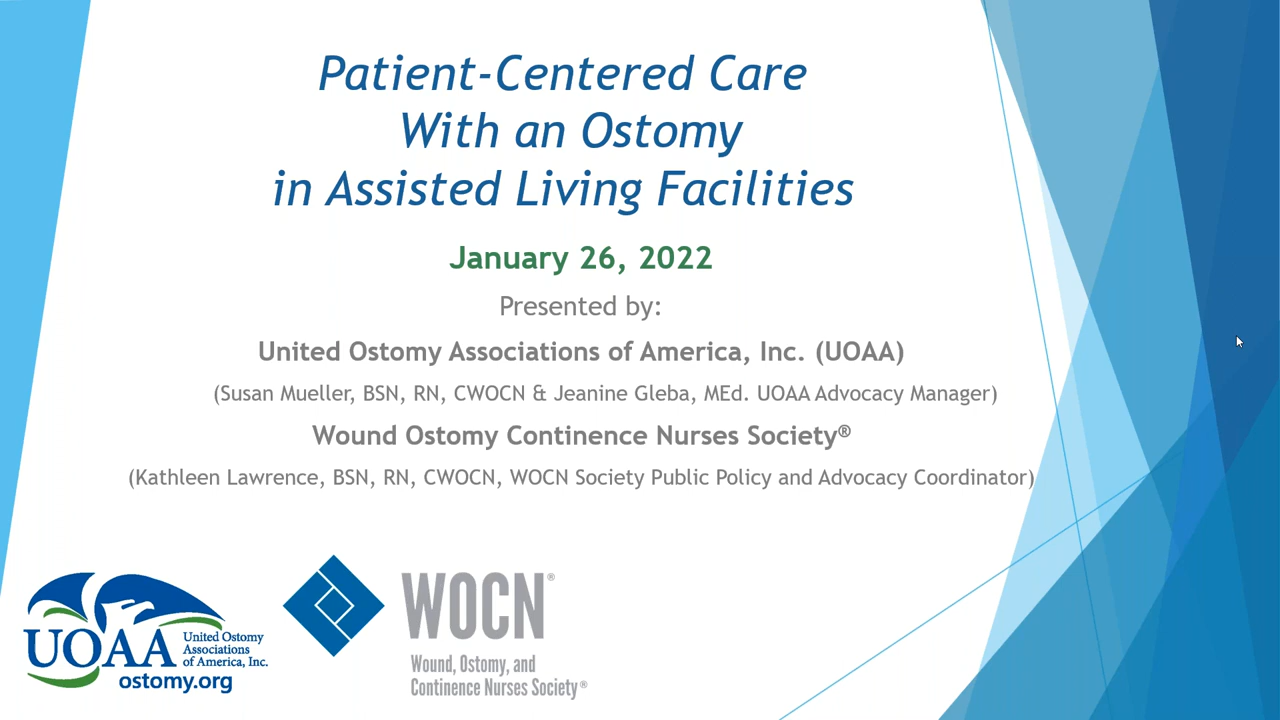 Patient-Centered Care
With an Ostomy
in Assisted Living Facilities
January 26, 2022
Presented by:
United Ostomy Associations of America, Inc. (UOAA)
(Susan Mueller, BSN, RN, CWOCN & Jeanine Gleba, MEd. UOAA Advocacy Manager)
Wound Ostomy Continence Nurses Society®
(Kathleen Lawrence, BSN, RN, CWOCN, WOCN Society Public Policy and Advocacy Coordinator)
UOAA
United Ostomy
Associations
of America, Inc.
ostomy.org
WOCN®
Wound, Ostomy, and
Continence Nurses Society®